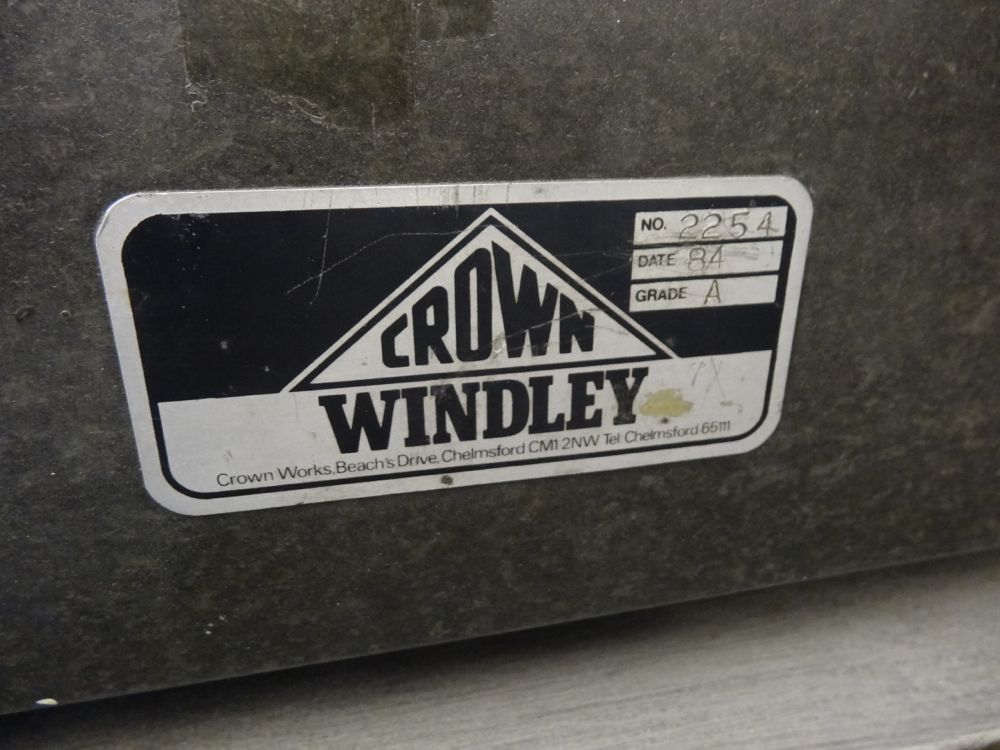 NO. 2254
DATE 84
GRADE A
CROWN
WINDLEY
Crown Works, Beach's Drive, Chelmsford CM1 2NW Tel: Chelmsford 65111